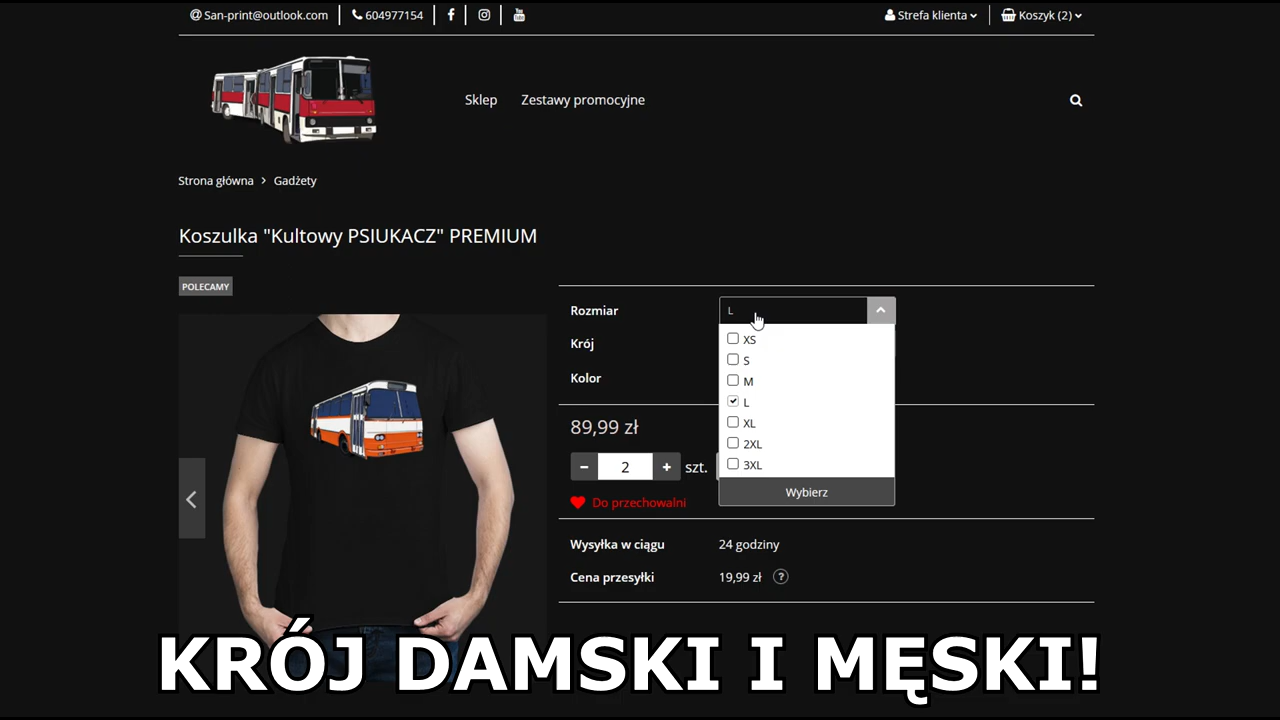 San-print@outlook.com 604977154 Strefa klienta Koszyk (2)
Sklep Zestawy promocyjne
Strona główna > Gadżety
Koszulka "Kultowy PSIUKACZ" PREMIUM
POLECAMY
Rozmiar L
XS
Krój
S
Kolor
M
L
XL
89,99 zł
2XL
3XL
− 2 + szt.
Wybierz
Do przechowalni
Wysyłka w ciągu 24 godziny
Cena przesyłki 19,99 zł ?
KRÓJ DAMSKI I MĘSKI!